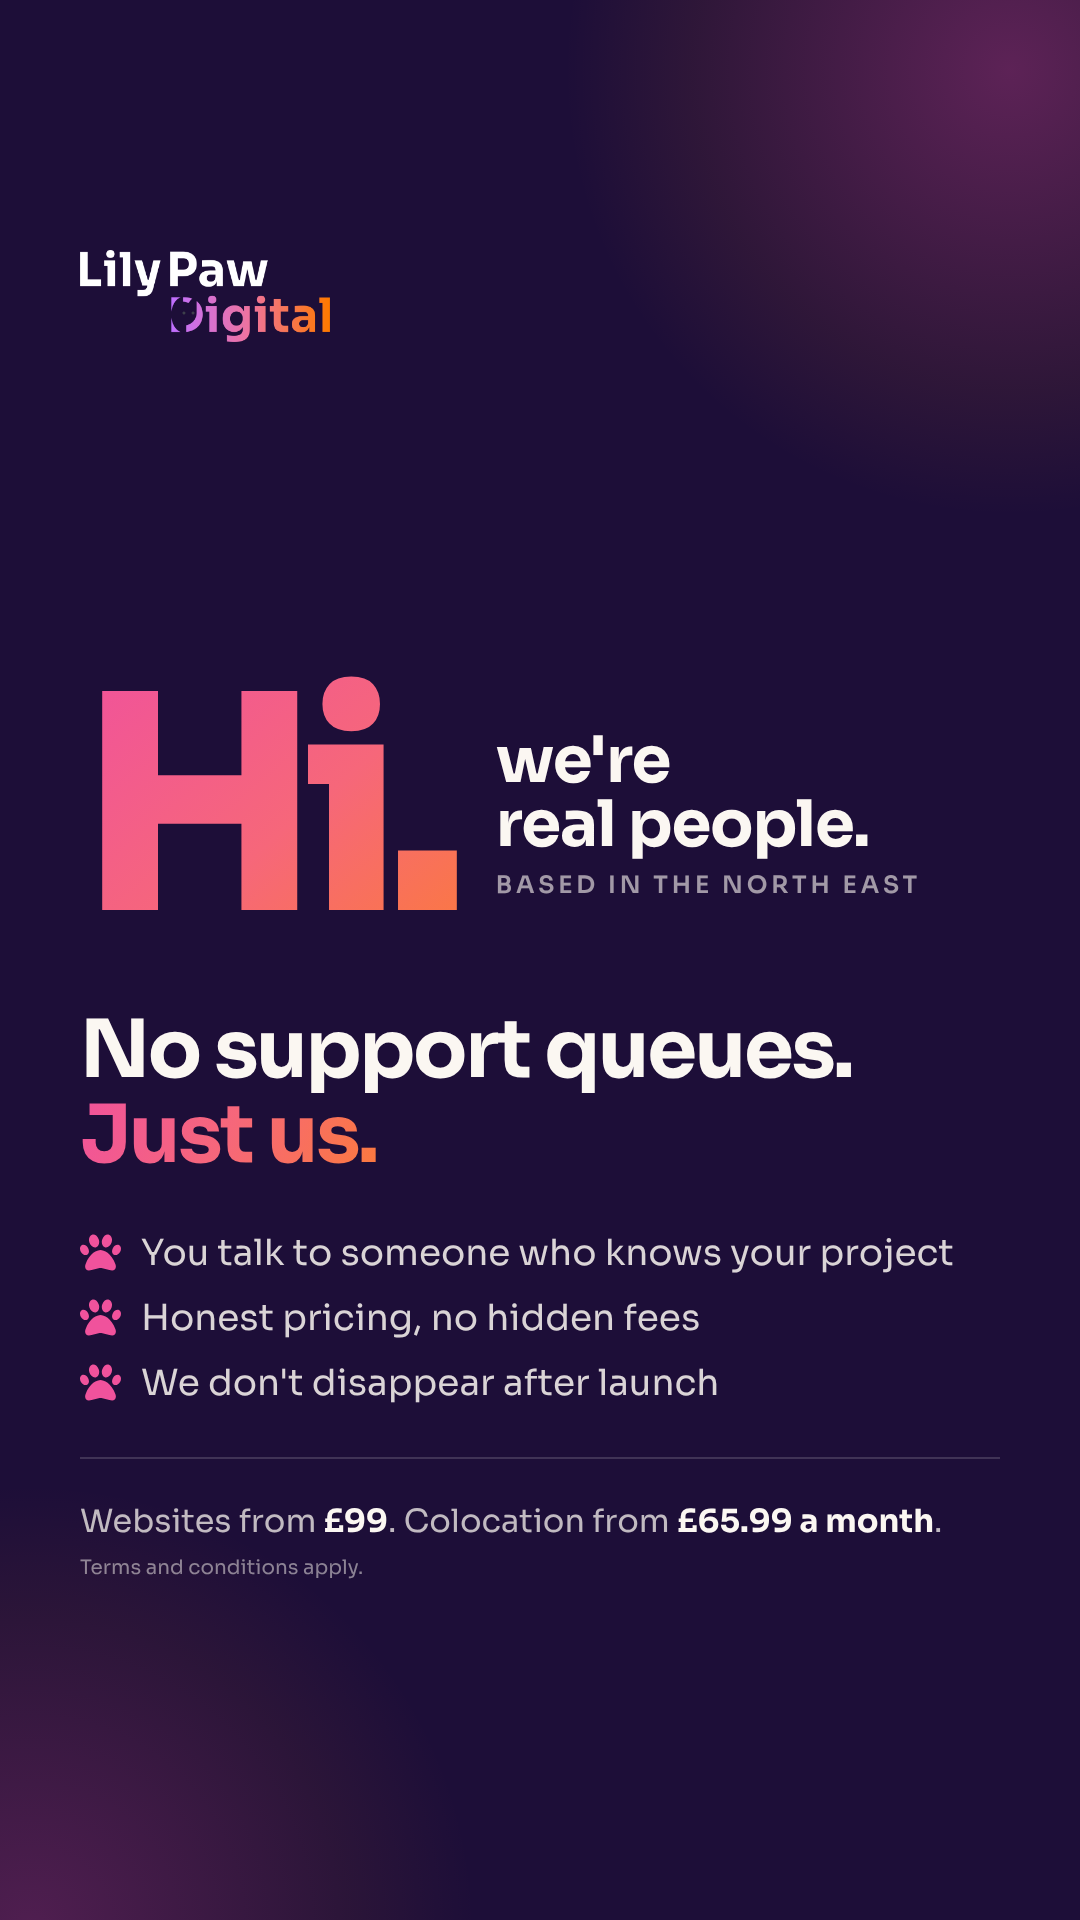 Lily Paw
Digital
Hi.
we're
real people.
BASED IN THE NORTH EAST
No support queues.
Just us.
You talk to someone who knows your project
Honest pricing, no hidden fees
We don't disappear after launch
Websites from £99. Colocation from £65.99 a month.
Terms and conditions apply.